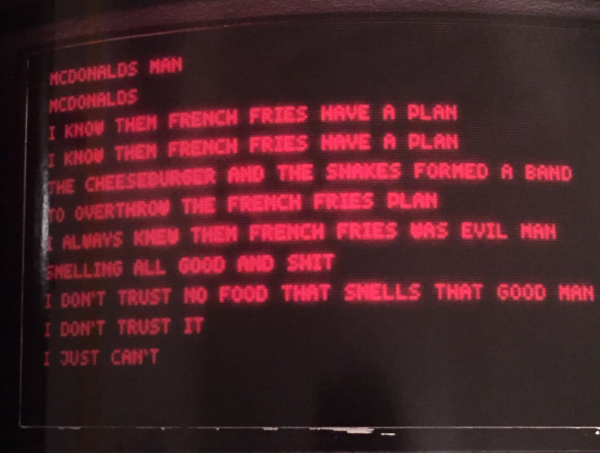 MCDONALDS MAN
MCDONALDS
I KNOW THEM FRENCH FRIES HAVE A PLAN
I KNOW THEM FRENCH FRIES HAVE A PLAN
THE CHEESEBURGER AND THE SHAKES FORMED A BAND
TO OVERTHROW THE FRENCH FRIES PLAN
I ALWAYS KNEW THEM FRENCH FRIES WAS EVIL MAN
SMELLING ALL GOOD AND SHIT
I DON'T TRUST NO FOOD THAT SMELLS THAT GOOD MAN
I DON'T TRUST IT
I JUST CAN'T